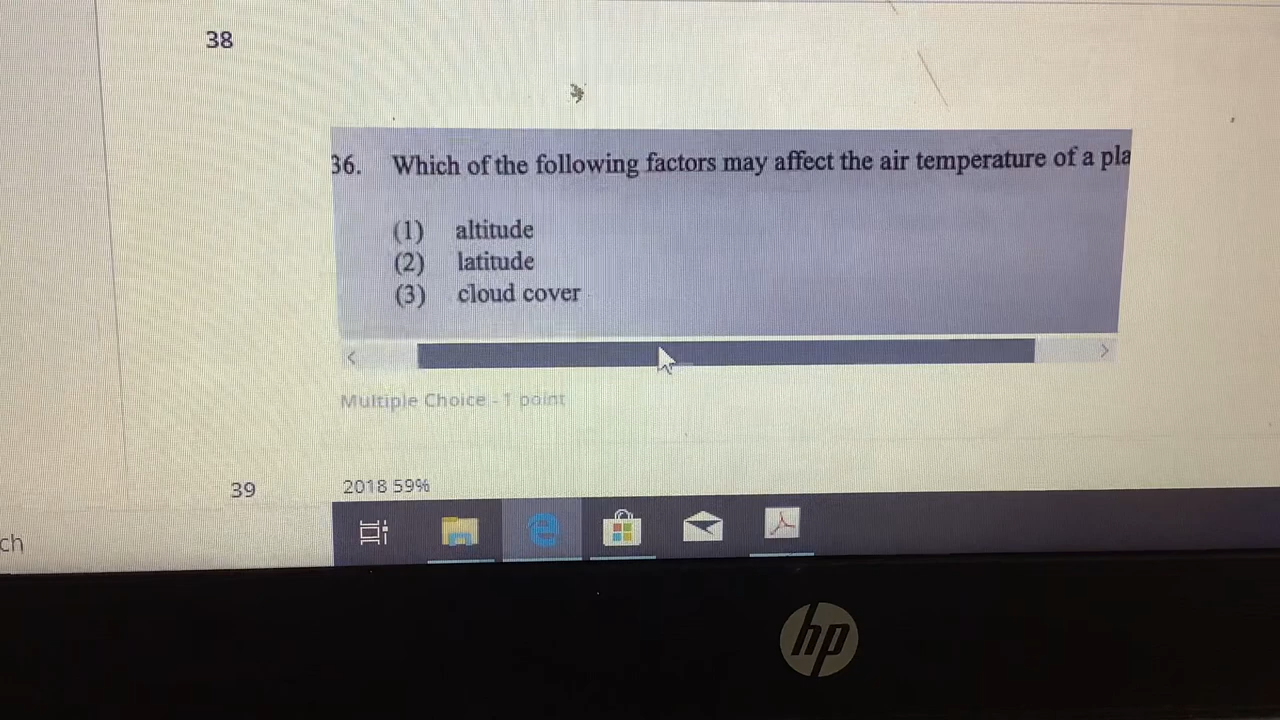 38
36. Which of the following factors may affect the air temperature of a pla
(1) altitude
(2) latitude
(3) cloud cover
Multiple Choice - 1 point
39 2018 59%
ch
hp